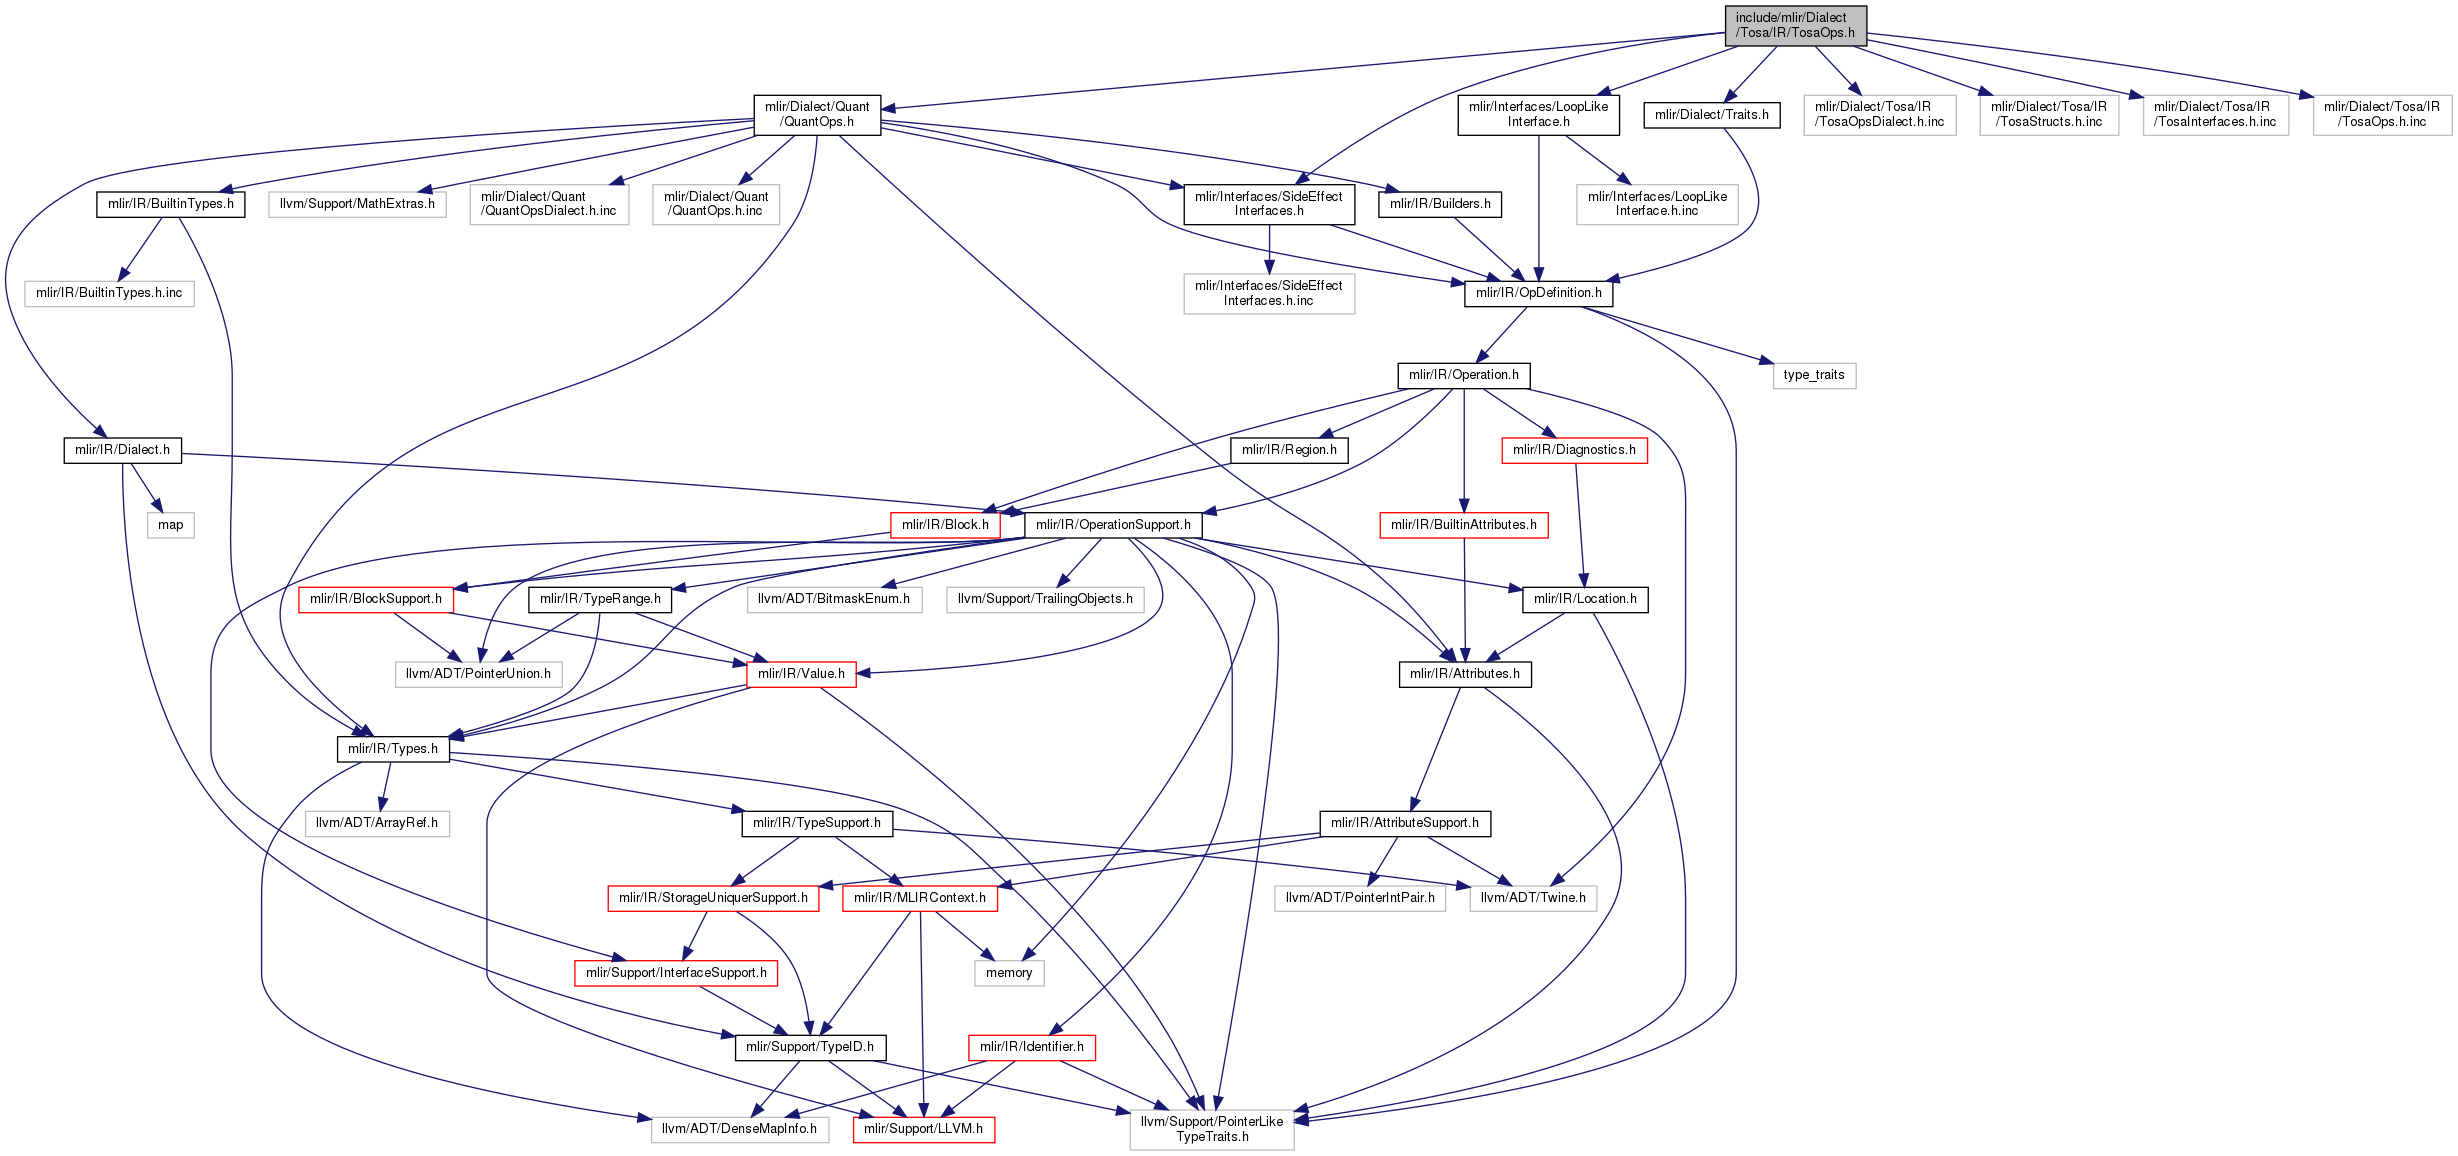 include/mlir/Dialect
/Tosa/IR/TosaOps.h
mlir/Dialect/Quant
/QuantOps.h
mlir/Interfaces/LoopLike
Interface.h
mlir/Dialect/Traits.h
mlir/Dialect/Tosa/IR
/TosaOpsDialect.h.inc
mlir/Dialect/Tosa/IR
/TosaStructs.h.inc
mlir/Dialect/Tosa/IR
/TosaInterfaces.h.inc
mlir/Dialect/Tosa/IR
/TosaOps.h.inc
mlir/IR/BuiltinTypes.h
llvm/Support/MathExtras.h
mlir/Dialect/Quant
/QuantOpsDialect.h.inc
mlir/Dialect/Quant
/QuantOps.h.inc
mlir/Interfaces/SideEffect
Interfaces.h
mlir/IR/Builders.h
mlir/Interfaces/LoopLike
Interface.h.inc
mlir/IR/BuiltinTypes.h.inc
mlir/Interfaces/SideEffect
Interfaces.h.inc
mlir/IR/OpDefinition.h
mlir/IR/Operation.h
type_traits
mlir/IR/Dialect.h
mlir/IR/Region.h
mlir/IR/Diagnostics.h
map
mlir/IR/Block.h
mlir/IR/OperationSupport.h
mlir/IR/BuiltinAttributes.h
mlir/IR/BlockSupport.h
mlir/IR/TypeRange.h
llvm/ADT/BitmaskEnum.h
llvm/Support/TrailingObjects.h
mlir/IR/Location.h
llvm/ADT/PointerUnion.h
mlir/IR/Value.h
mlir/IR/Attributes.h
mlir/IR/Types.h
llvm/ADT/ArrayRef.h
mlir/IR/TypeSupport.h
mlir/IR/AttributeSupport.h
mlir/IR/StorageUniquerSupport.h
mlir/IR/MLIRContext.h
llvm/ADT/PointerIntPair.h
llvm/ADT/Twine.h
mlir/Support/InterfaceSupport.h
memory
mlir/Support/TypeID.h
mlir/IR/Identifier.h
llvm/ADT/DenseMapInfo.h
mlir/Support/LLVM.h
llvm/Support/PointerLike
TypeTraits.h